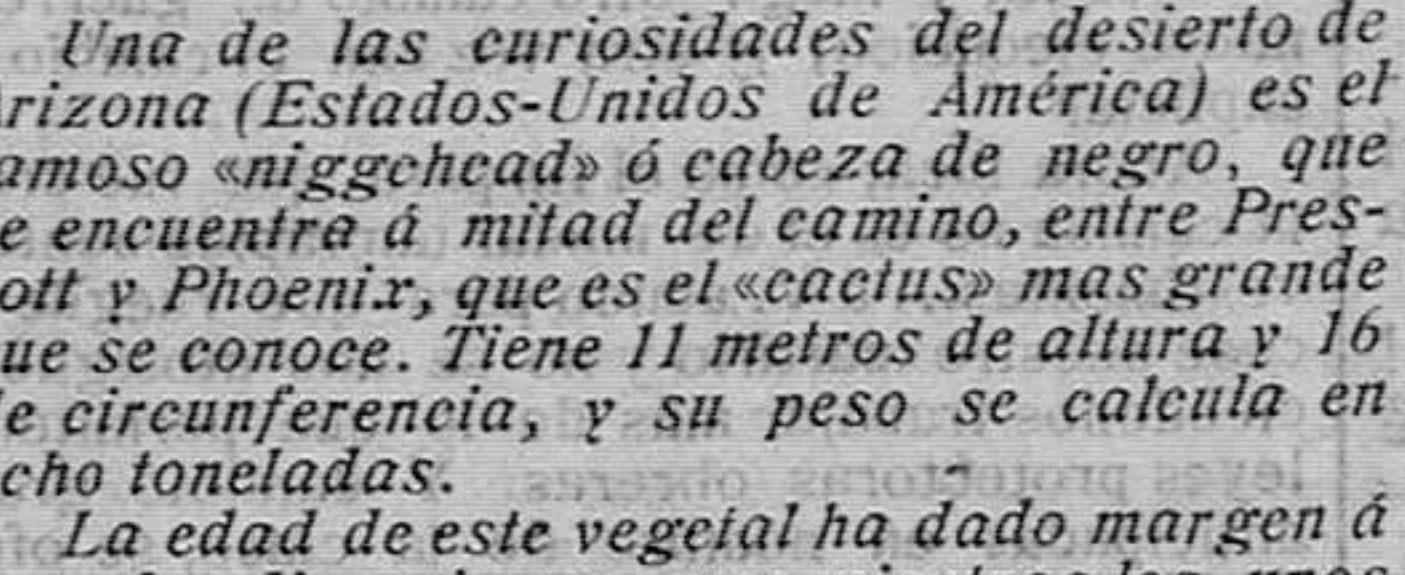 Una de las curiosidades del desierto de
rizona (Estados-Unidos de América) es el
amoso «niggehead» ó cabeza de negro, que
e encuentra á mitad del camino, entre Pres-
ott y Phoenix, que es el «cactus» mas grande
ue se conoce. Tiene 11 metros de altura y 16
e circunferencia, y su peso se calcula en
cho toneladas.
La edad de este vegetal ha dado margen á